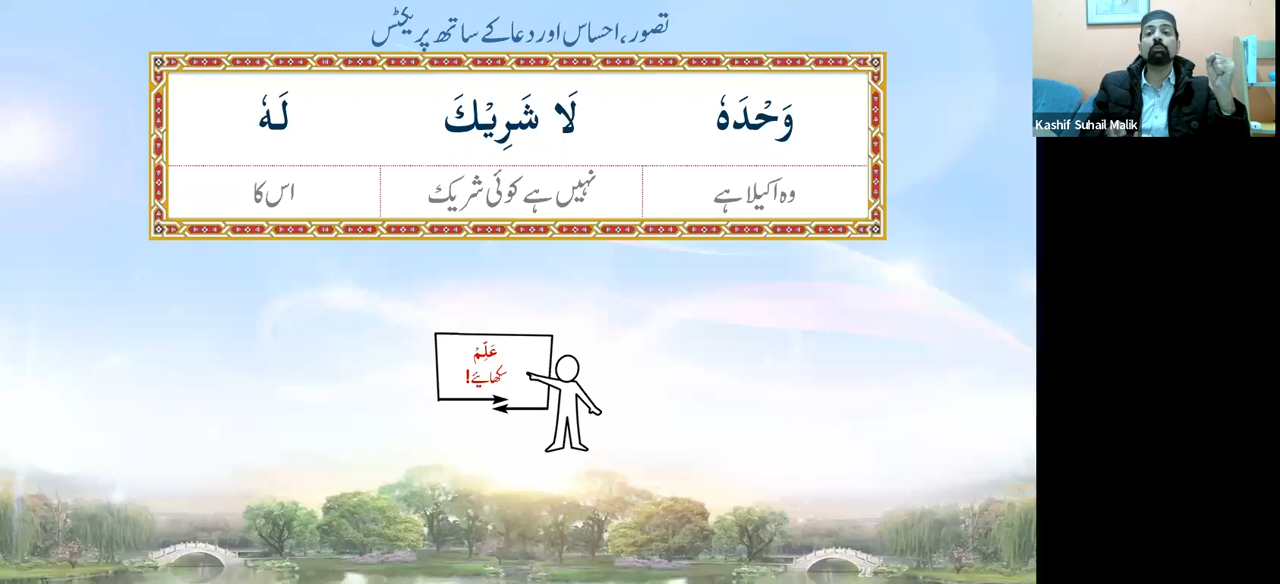 تصور، احساس اور دعا کے ساتھ پریکٹس
وَحْدَهٗ لَا شَرِيْكَ لَهٗ
وہ اکیلا ہے نہیں ہے کوئی شریک اس کا
عَلِّمْ
سکھائیے!
Kashif Suhail Malik